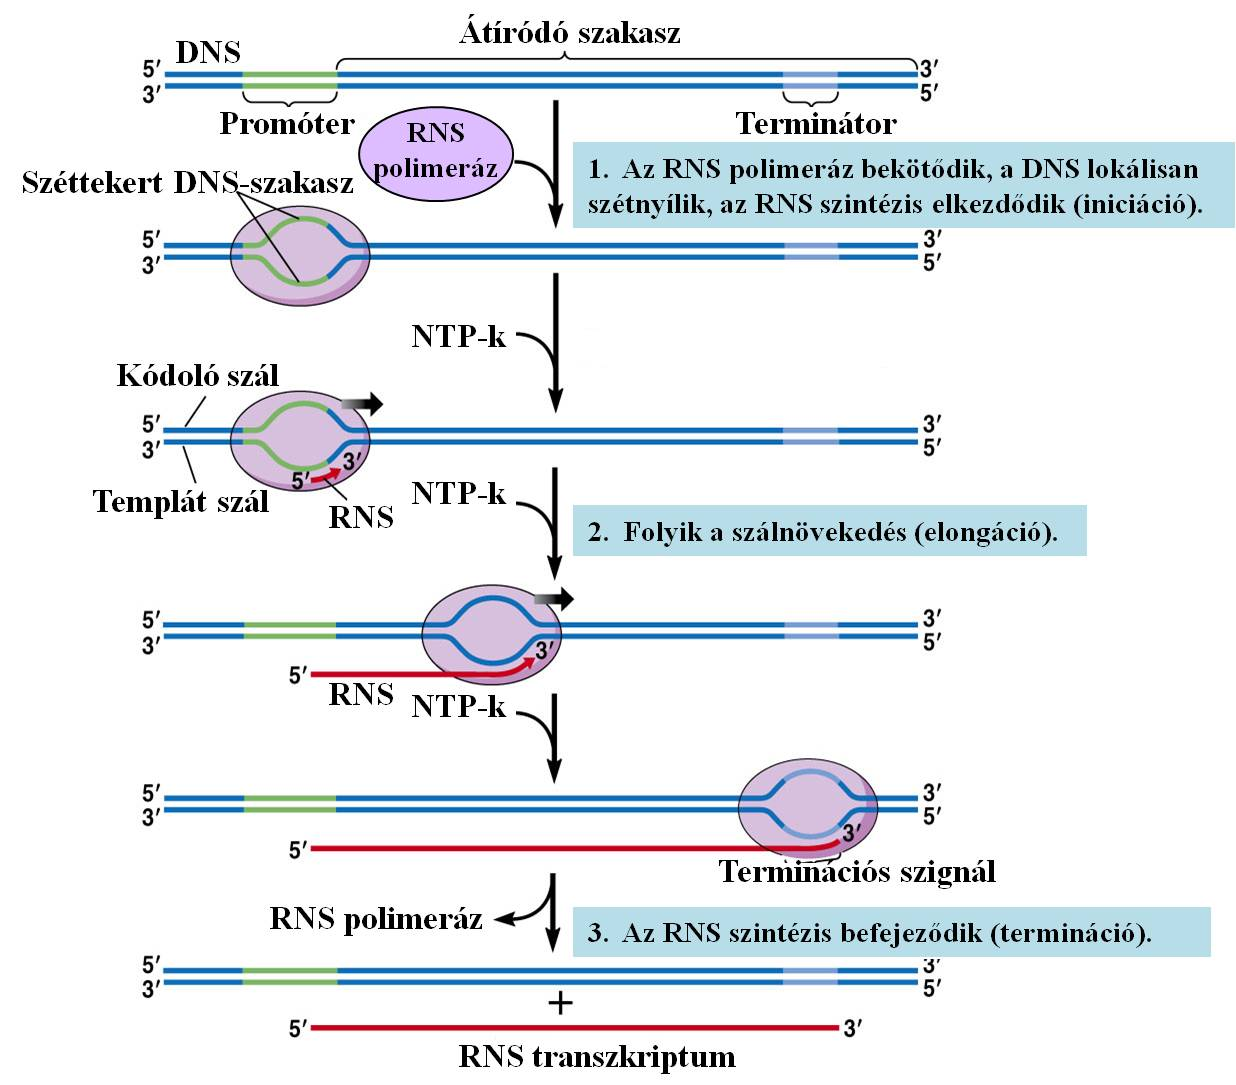 Átíródó szakasz
DNS
5′ 3′
3′ 5′
Promóter Terminátor
RNS
polimeráz
1. Az RNS polimeráz bekötődik, a DNS lokálisan
szétnyílik, az RNS szintézis elkezdődik (iniciáció).
Széttekert DNS-szakasz
5′ 3′
3′ 5′
NTP-k
Kódoló szál
5′ 3′
3′ 5′
5′ 3′
Templát szál
RNS
NTP-k
2. Folyik a szálnövekedés (elongáció).
5′ 3′
3′ 5′
3′
5′
RNS
NTP-k
5′ 3′
3′ 5′
3′
5′
Terminációs szignál
RNS polimeráz
3. Az RNS szintézis befejeződik (termináció).
5′ 3′
3′ 5′
+
5′ 3′
RNS transzkriptum